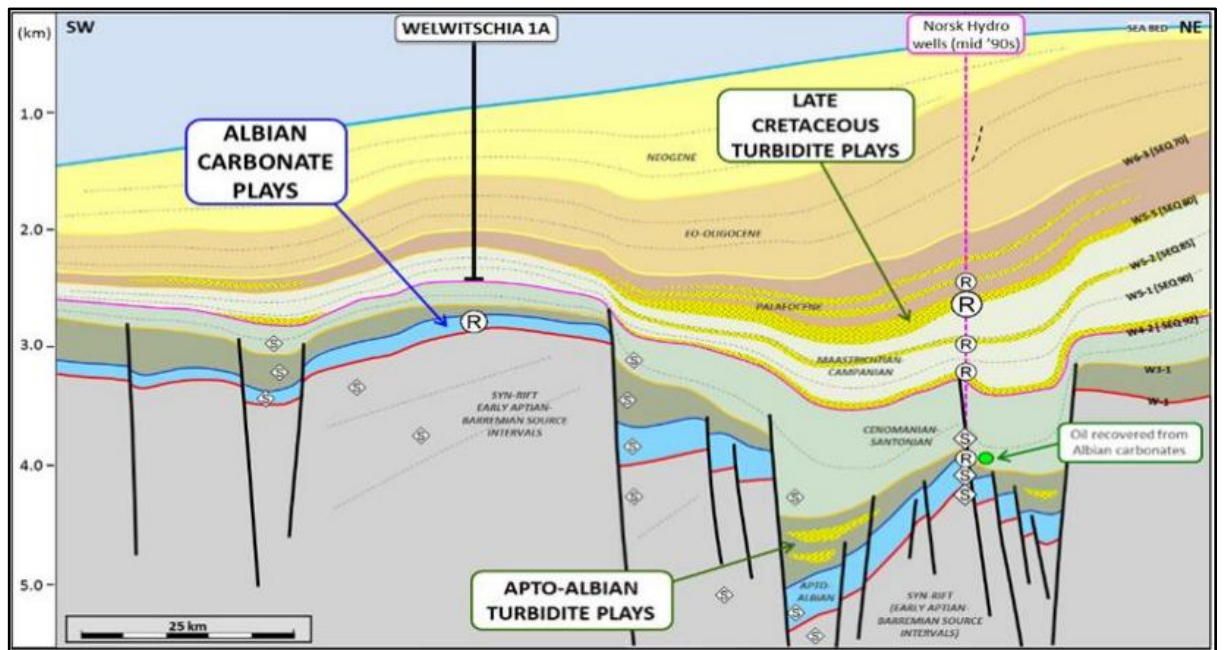 (km)
SW
WELWITSCHIA 1A
Norsk Hydro
wells (mid '90s)
SEA BED
NE
1.0
2.0
3.0
4.0
5.0
ALBIAN
CARBONATE
PLAYS
LATE
CRETACEOUS
TURBIDITE PLAYS
NEOGENE
EO-OLIGOCENE
PALAEOCENE
MAASTRICHTIAN-
CAMPANIAN
CENOMANIAN-
SANTONIAN
W6-3 [SEQ 70]
W5-5 [SEQ 80]
W5-2 [SEQ 85]
W5-1 [SEQ 90]
W4-2 [SEQ 92]
W3-1
W-1
R
R
R
R
R
S
R
S
S
Oil recovered from
Albian carbonates
S
S
S
S
S
S
S
S
S
S
S
S
S
SYN-RIFT
EARLY APTIAN-
BARREMIAN SOURCE
INTERVALS
APTO-ALBIAN
TURBIDITE PLAYS
APTO-
ALBIAN
SYN-RIFT
(EARLY APTIAN-
BARREMIAN SOURCE
INTERVALS)
25 km